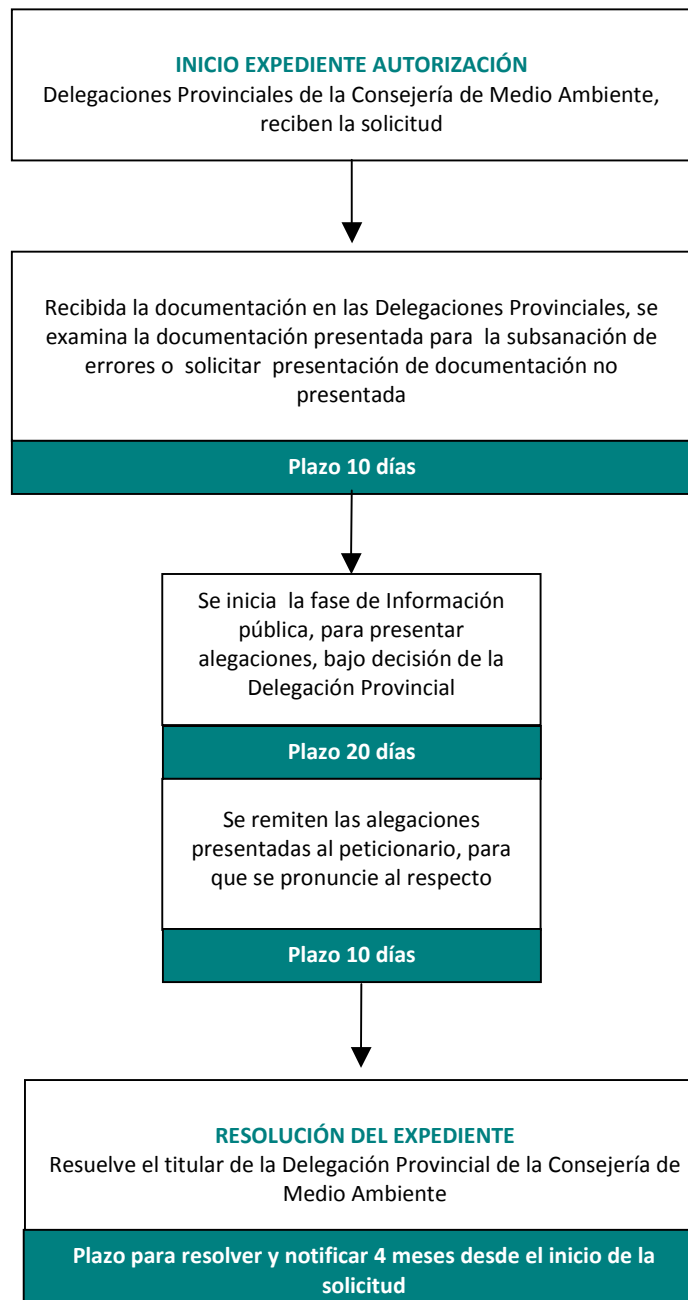 INICIO EXPEDIENTE AUTORIZACIÓN
Delegaciones Provinciales de la Consejería de Medio Ambiente,
reciben la solicitud
Recibida la documentación en las Delegaciones Provinciales, se
examina la documentación presentada para la subsanación de
errores o solicitar presentación de documentación no
presentada
Plazo 10 días
Se inicia la fase de Información
pública, para presentar
alegaciones, bajo decisión de la
Delegación Provincial
Plazo 20 días
Se remiten las alegaciones
presentadas al peticionario, para
que se pronuncie al respecto
Plazo 10 días
RESOLUCIÓN DEL EXPEDIENTE
Resuelve el titular de la Delegación Provincial de la Consejería de
Medio Ambiente
Plazo para resolver y notificar 4 meses desde el inicio de la
solicitud